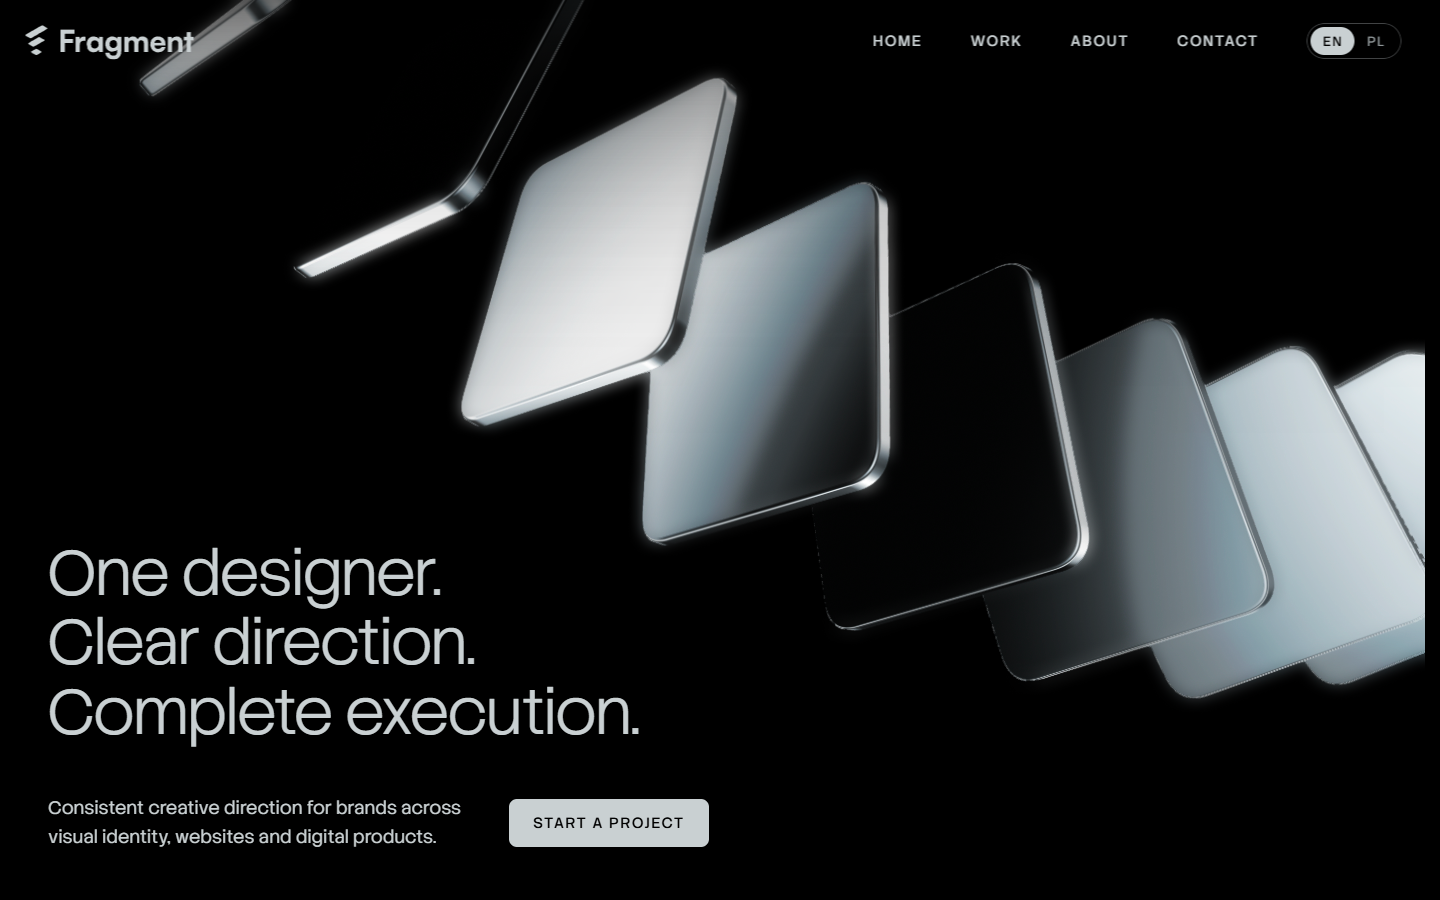 Fragment
HOME WORK ABOUT CONTACT EN PL
One designer.
Clear direction.
Complete execution.
Consistent creative direction for brands across
visual identity, websites and digital products.
START A PROJECT